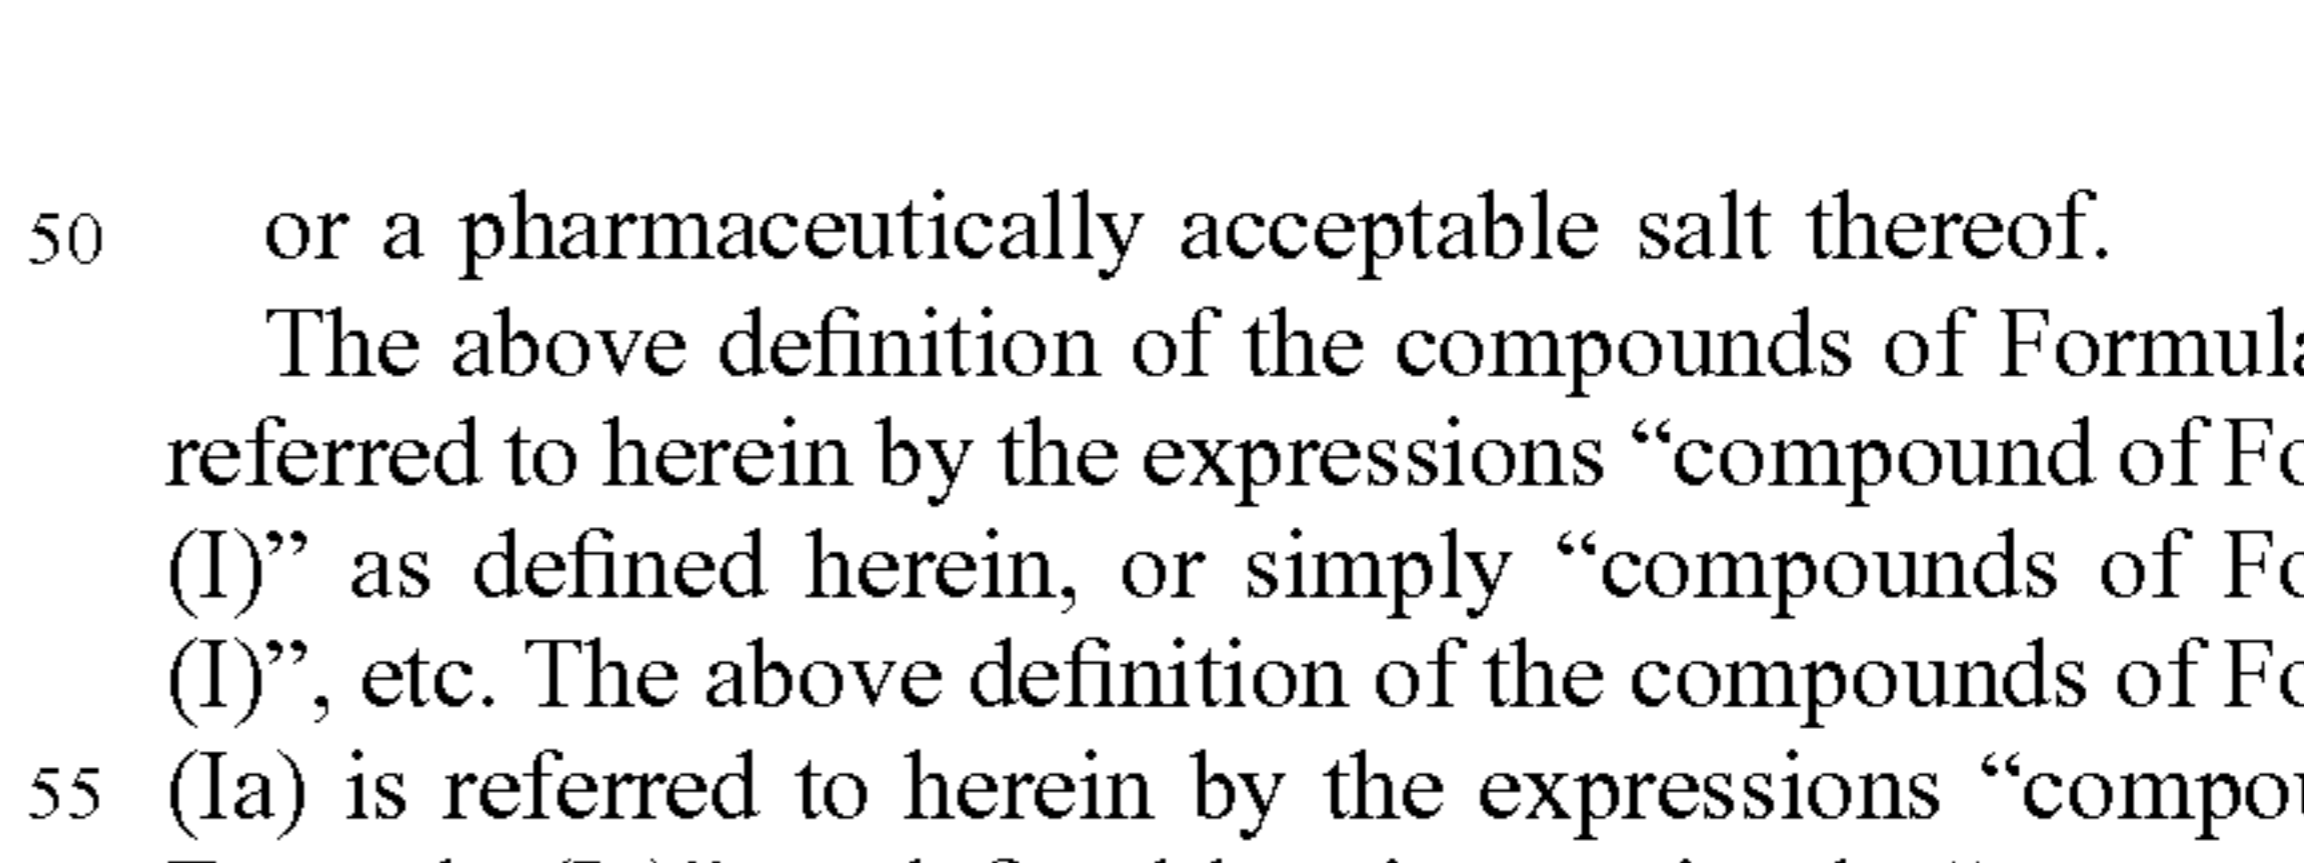 50 or a pharmaceutically acceptable salt thereof.
The above definition of the compounds of Formula
referred to herein by the expressions “compound of Fo
(I)” as defined herein, or simply “compounds of Fo
(I)”, etc. The above definition of the compounds of Fo
55 (Ia) is referred to herein by the expressions “compou